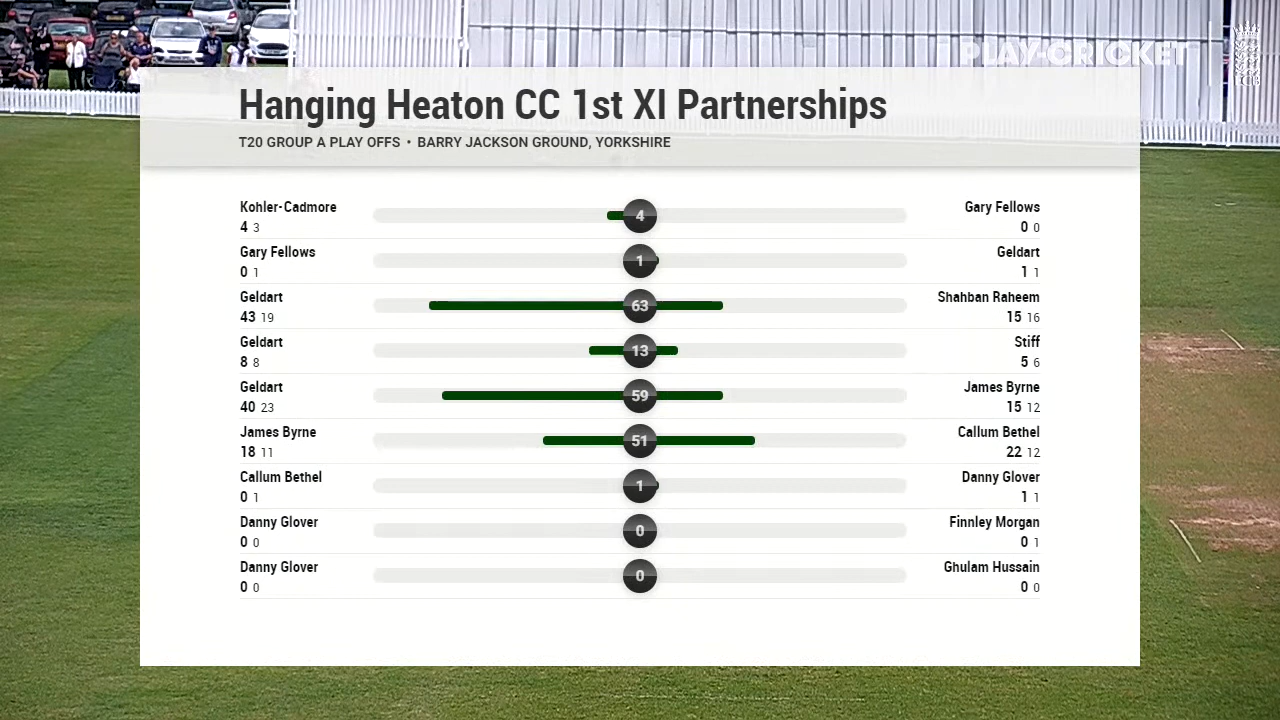 PLAY-CRICKET
Hanging Heaton CC 1st XI Partnerships
T20 GROUP A PLAY OFFS • BARRY JACKSON GROUND, YORKSHIRE
Kohler-Cadmore 4 Gary Fellows
4 3 0 0
Gary Fellows 1 Geldart
0 1 1 1
Geldart 63 Shahban Raheem
43 19 15 16
Geldart 13 Stiff
8 8 5 6
Geldart 59 James Byrne
40 23 15 12
James Byrne 51 Callum Bethel
18 11 22 12
Callum Bethel 1 Danny Glover
0 1 1 1
Danny Glover 0 Finnley Morgan
0 0 0 1
Danny Glover 0 Ghulam Hussain
0 0 0 0